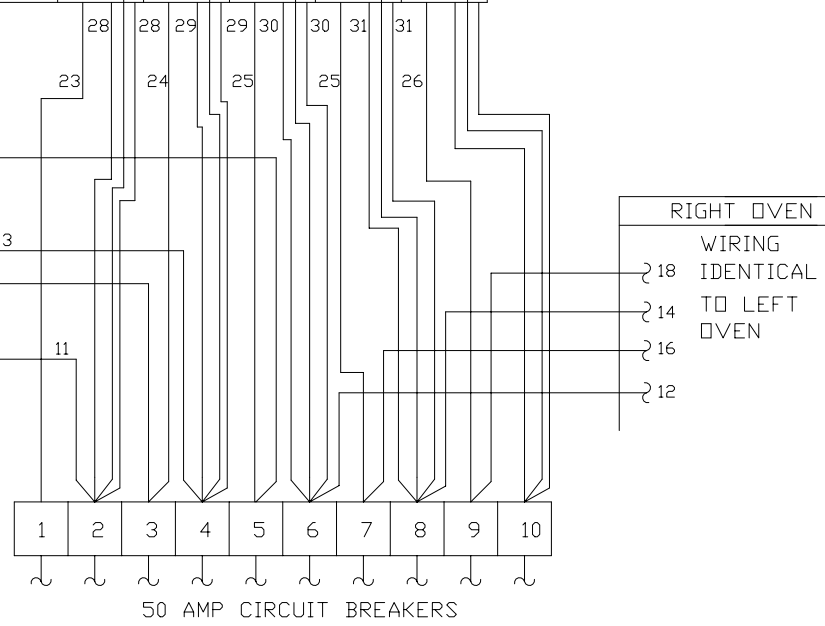 28 28 29 29 30 30 31 31
23 24 25 25 26
RIGHT OVEN
3
WIRING
18 IDENTICAL
14 TO LEFT
OVEN
11
16
12
1 2 3 4 5 6 7 8 9 10
50 AMP CIRCUIT BREAKERS